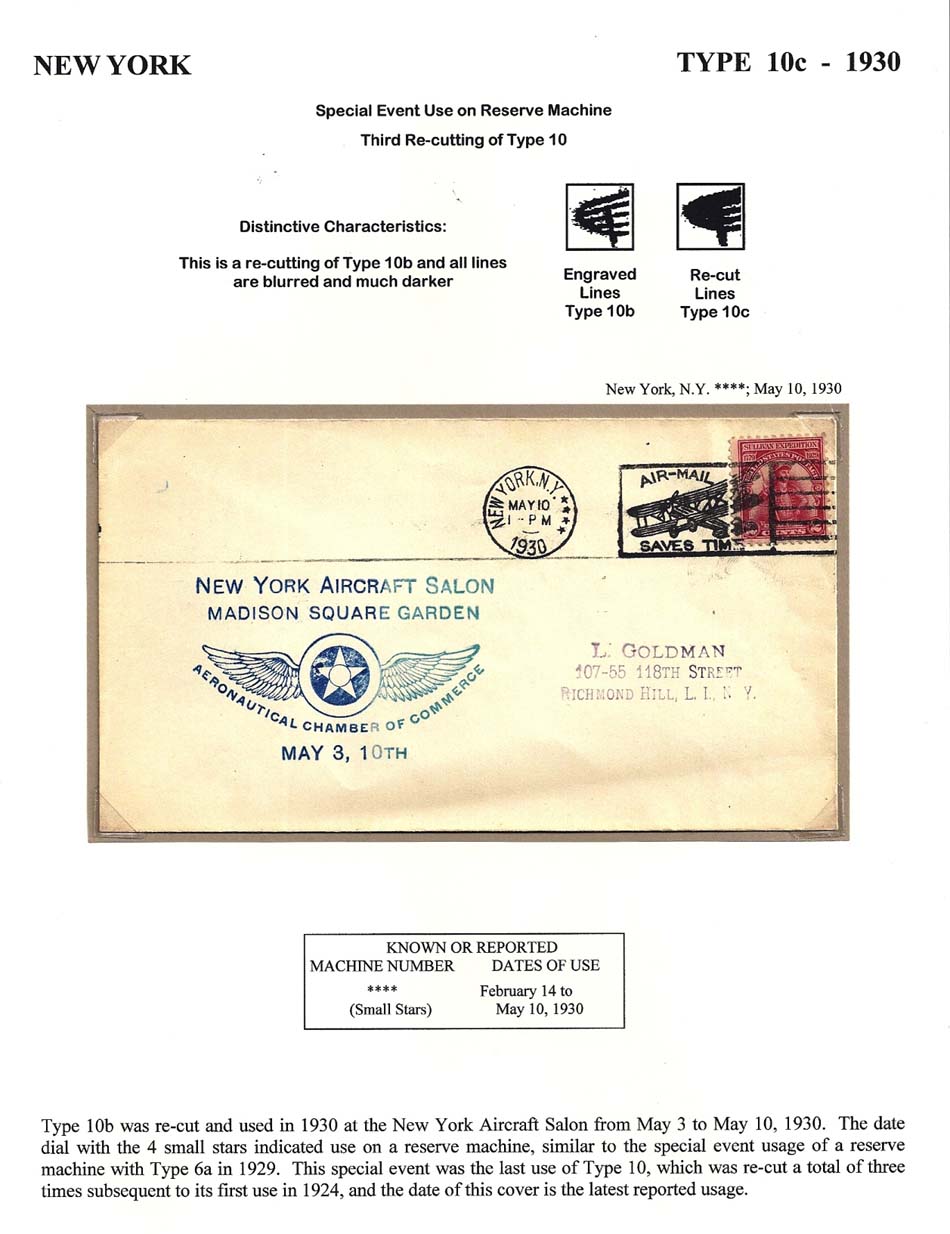 NEW YORK
TYPE 10c - 1930
Special Event Use on Reserve Machine
Third Re-cutting of Type 10
Distinctive Characteristics:
This is a re-cutting of Type 10b and all lines
are blurred and much darker
Engraved
Lines
Type 10b
Re-cut
Lines
Type 10c
New York, N.Y. ****; May 10, 1930
NEW YORK, N.Y. ****
MAY 10
1 - PM
1930
AIR-MAIL
SAVES TIM
SULLIVAN EXPEDITION
2 CENTS 2
NEW YORK AIRCRAFT SALON
MADISON SQUARE GARDEN
AERONAUTICAL CHAMBER OF COMMERCE
MAY 3, 10TH
L. GOLDMAN
107-55 118TH STREET
RICHMOND HILL, L. I., N. Y.
KNOWN OR REPORTED
MACHINE NUMBER DATES OF USE
**** February 14 to
(Small Stars) May 10, 1930
Type 10b was re-cut and used in 1930 at the New York Aircraft Salon from May 3 to May 10, 1930. The date
dial with the 4 small stars indicated use on a reserve machine, similar to the special event usage of a reserve
machine with Type 6a in 1929. This special event was the last use of Type 10, which was re-cut a total of three
times subsequent to its first use in 1924, and the date of this cover is the latest reported usage.